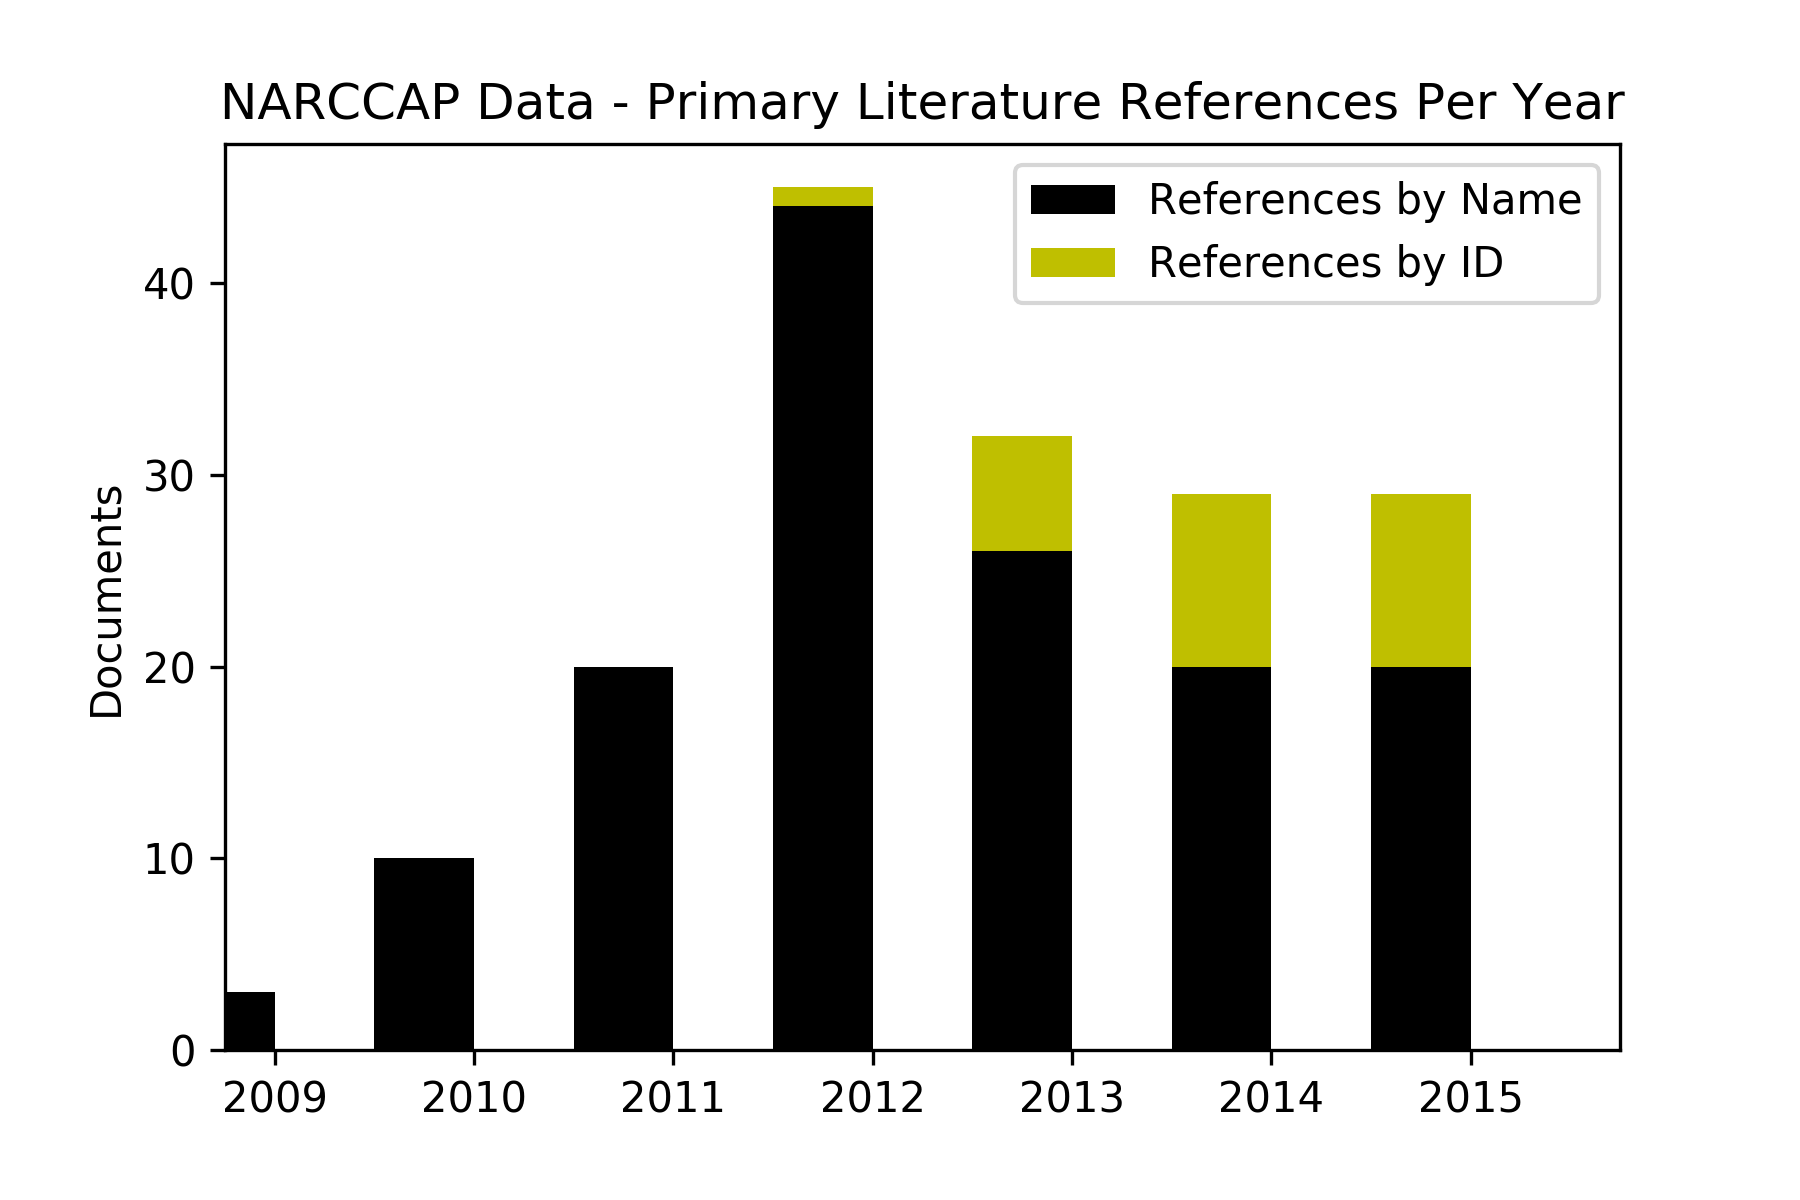 NARCCAP Data - Primary Literature References Per Year
References by Name
References by ID
Documents
40
30
20
10
0
2009 2010 2011 2012 2013 2014 2015